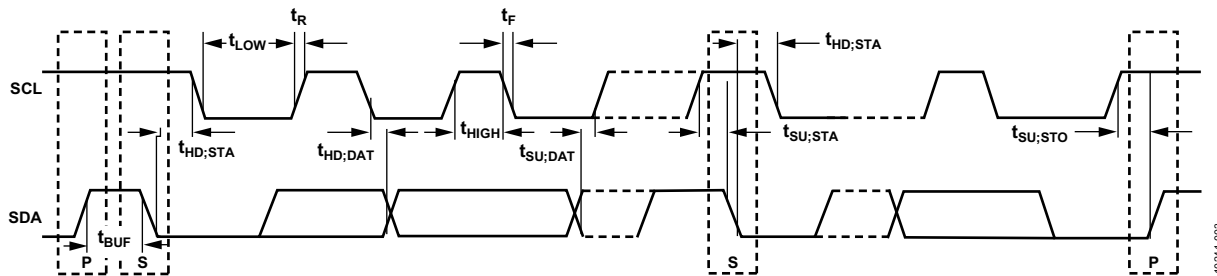 tR
tF
tLOW
tHD;STA
SCL
tHD;STA
tHD;DAT
tHIGH
tSU;DAT
tSU;STA
tSU;STO
SDA
tBUF
P
S
S
P